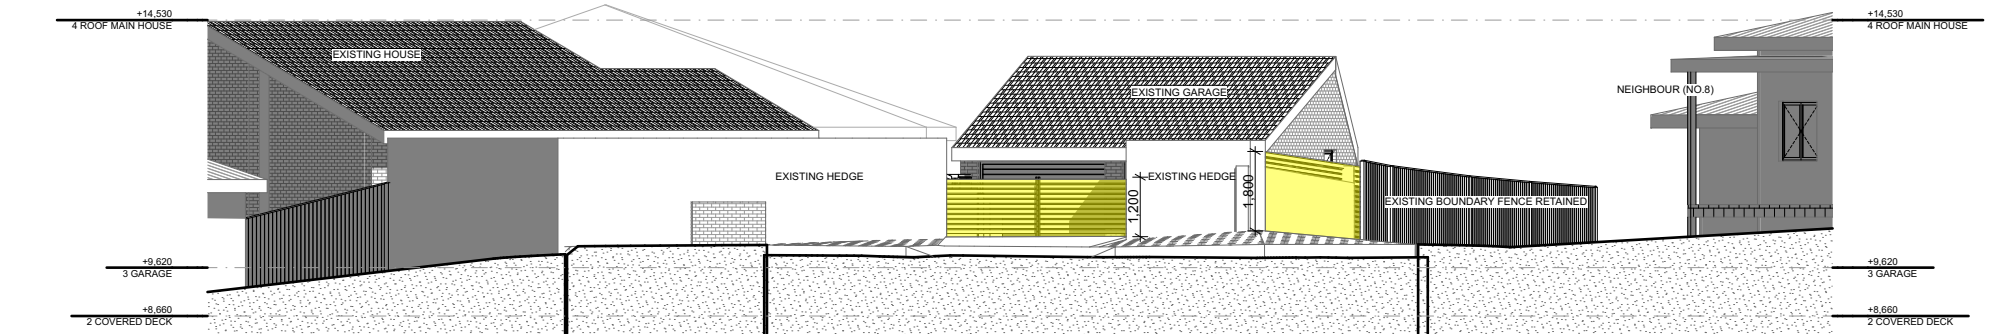 +14,530
4 ROOF MAIN HOUSE
+14,530
4 ROOF MAIN HOUSE
EXISTING HOUSE
EXISTING GARAGE
NEIGHBOUR (NO.8)
EXISTING HEDGE
EXISTING HEDGE
1,200
1,800
EXISTING BOUNDARY FENCE RETAINED
+9,620
3 GARAGE
+9,620
3 GARAGE
+8,660
2 COVERED DECK
+8,660
2 COVERED DECK